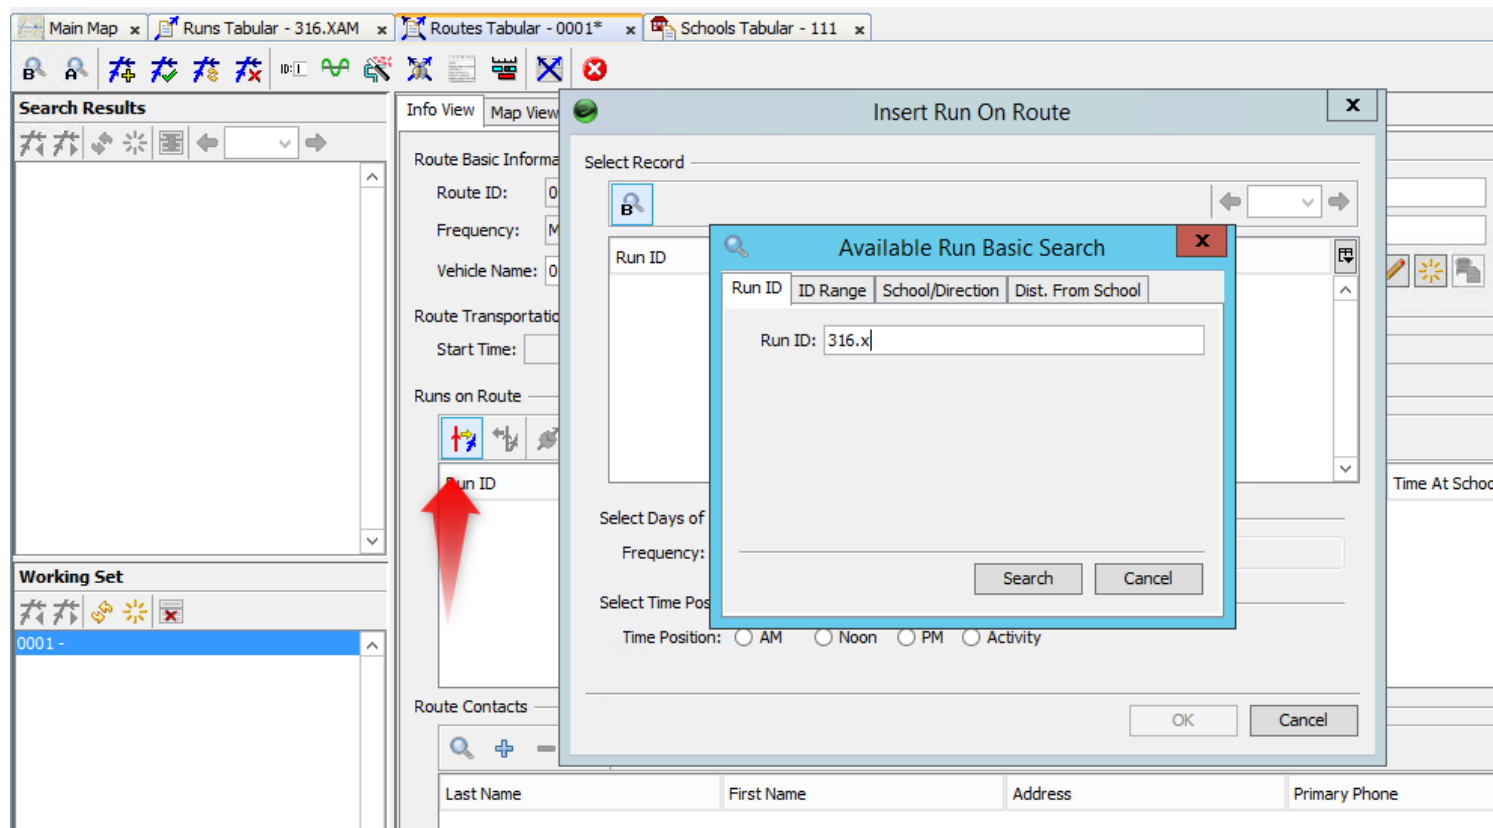 Main Map x Runs Tabular - 316.XAM x Routes Tabular - 0001* x Schools Tabular - 111 x
B A ID:
Search Results
Info View Map View
Insert Run On Route x
Route Basic Informa
Select Record
Route ID: 0
B
Frequency: M
Available Run Basic Search x
Run ID
Vehicle Name: 0
Run ID ID Range School/Direction Dist. From School
Route Transportatio
Run ID: 316.x
Start Time:
Runs on Route
Run ID
Time At Schoo
Select Days of
Frequency:
Search Cancel
Working Set
Select Time Pos
Time Position: AM Noon PM Activity
0001 -
Route Contacts
OK Cancel
Last Name First Name Address Primary Phone